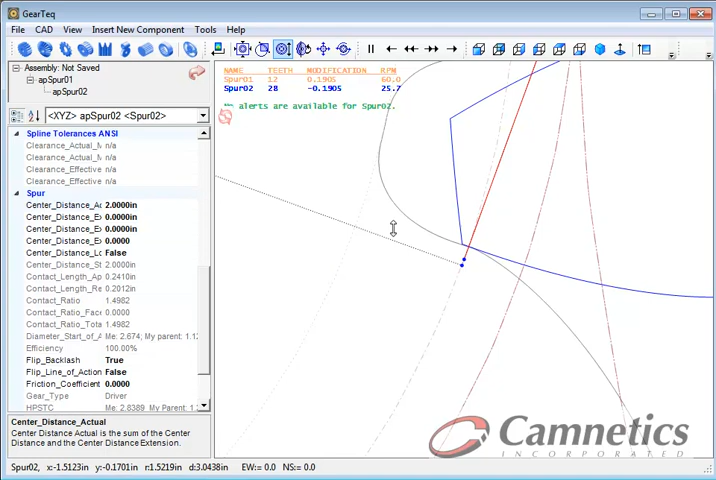 GearTeq
File CAD View Insert New Component Tools Help
Assembly: Not Saved
apSpur01
apSpur02
<XYZ> apSpur02 <Spur02>
Spline Tolerances ANSI
Clearance_Actual_M n/a
Clearance_Actual_M n/a
Clearance_Effective n/a
Clearance_Effective n/a
Spur
Center_Distance_Ac 2.0000in
Center_Distance_Ex 0.0000in
Center_Distance_Ex 0.0000in
Center_Distance_Ex 0.0000
Center_Distance_Lo False
Center_Distance_St 2.0000in
Contact_Length_Ap 0.2410in
Contact_Length_Re 0.2012in
Contact_Ratio 1.4982
Contact_Ratio_Face 0.0000
Contact_Ratio_Tota 1.4982
Diameter_Start_of_A Me: 2.674; My parent: 1.12
Efficiency 100.00%
Flip_Backlash True
Flip_Line_of_Action False
Friction_Coefficient 0.0000
Gear_Type Driver
HPSTC Me: 2.8389; My parent: 1.1
Center_Distance_Actual
Center Distance Actual is the sum of the Center Distance and the Center Distance Extension.
NAME TEETH MODIFICATION RPM
Spur01 12 0.1905 60.0
Spur02 28 -0.1905 25.7
No alerts are available for Spur02.
Camnetics
INCORPORATED
Spur02, x:-1.5123in y:-0.1701in r:1.5219in d:3.0438in EW:= 0.0 NS:= 0.0